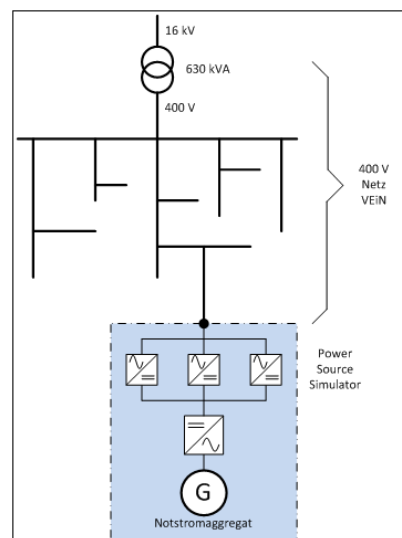 16 kV
630 kVA
400 V
400 V
Netz
VEiN
Power
Source
Simulator
G
Notstromaggregat